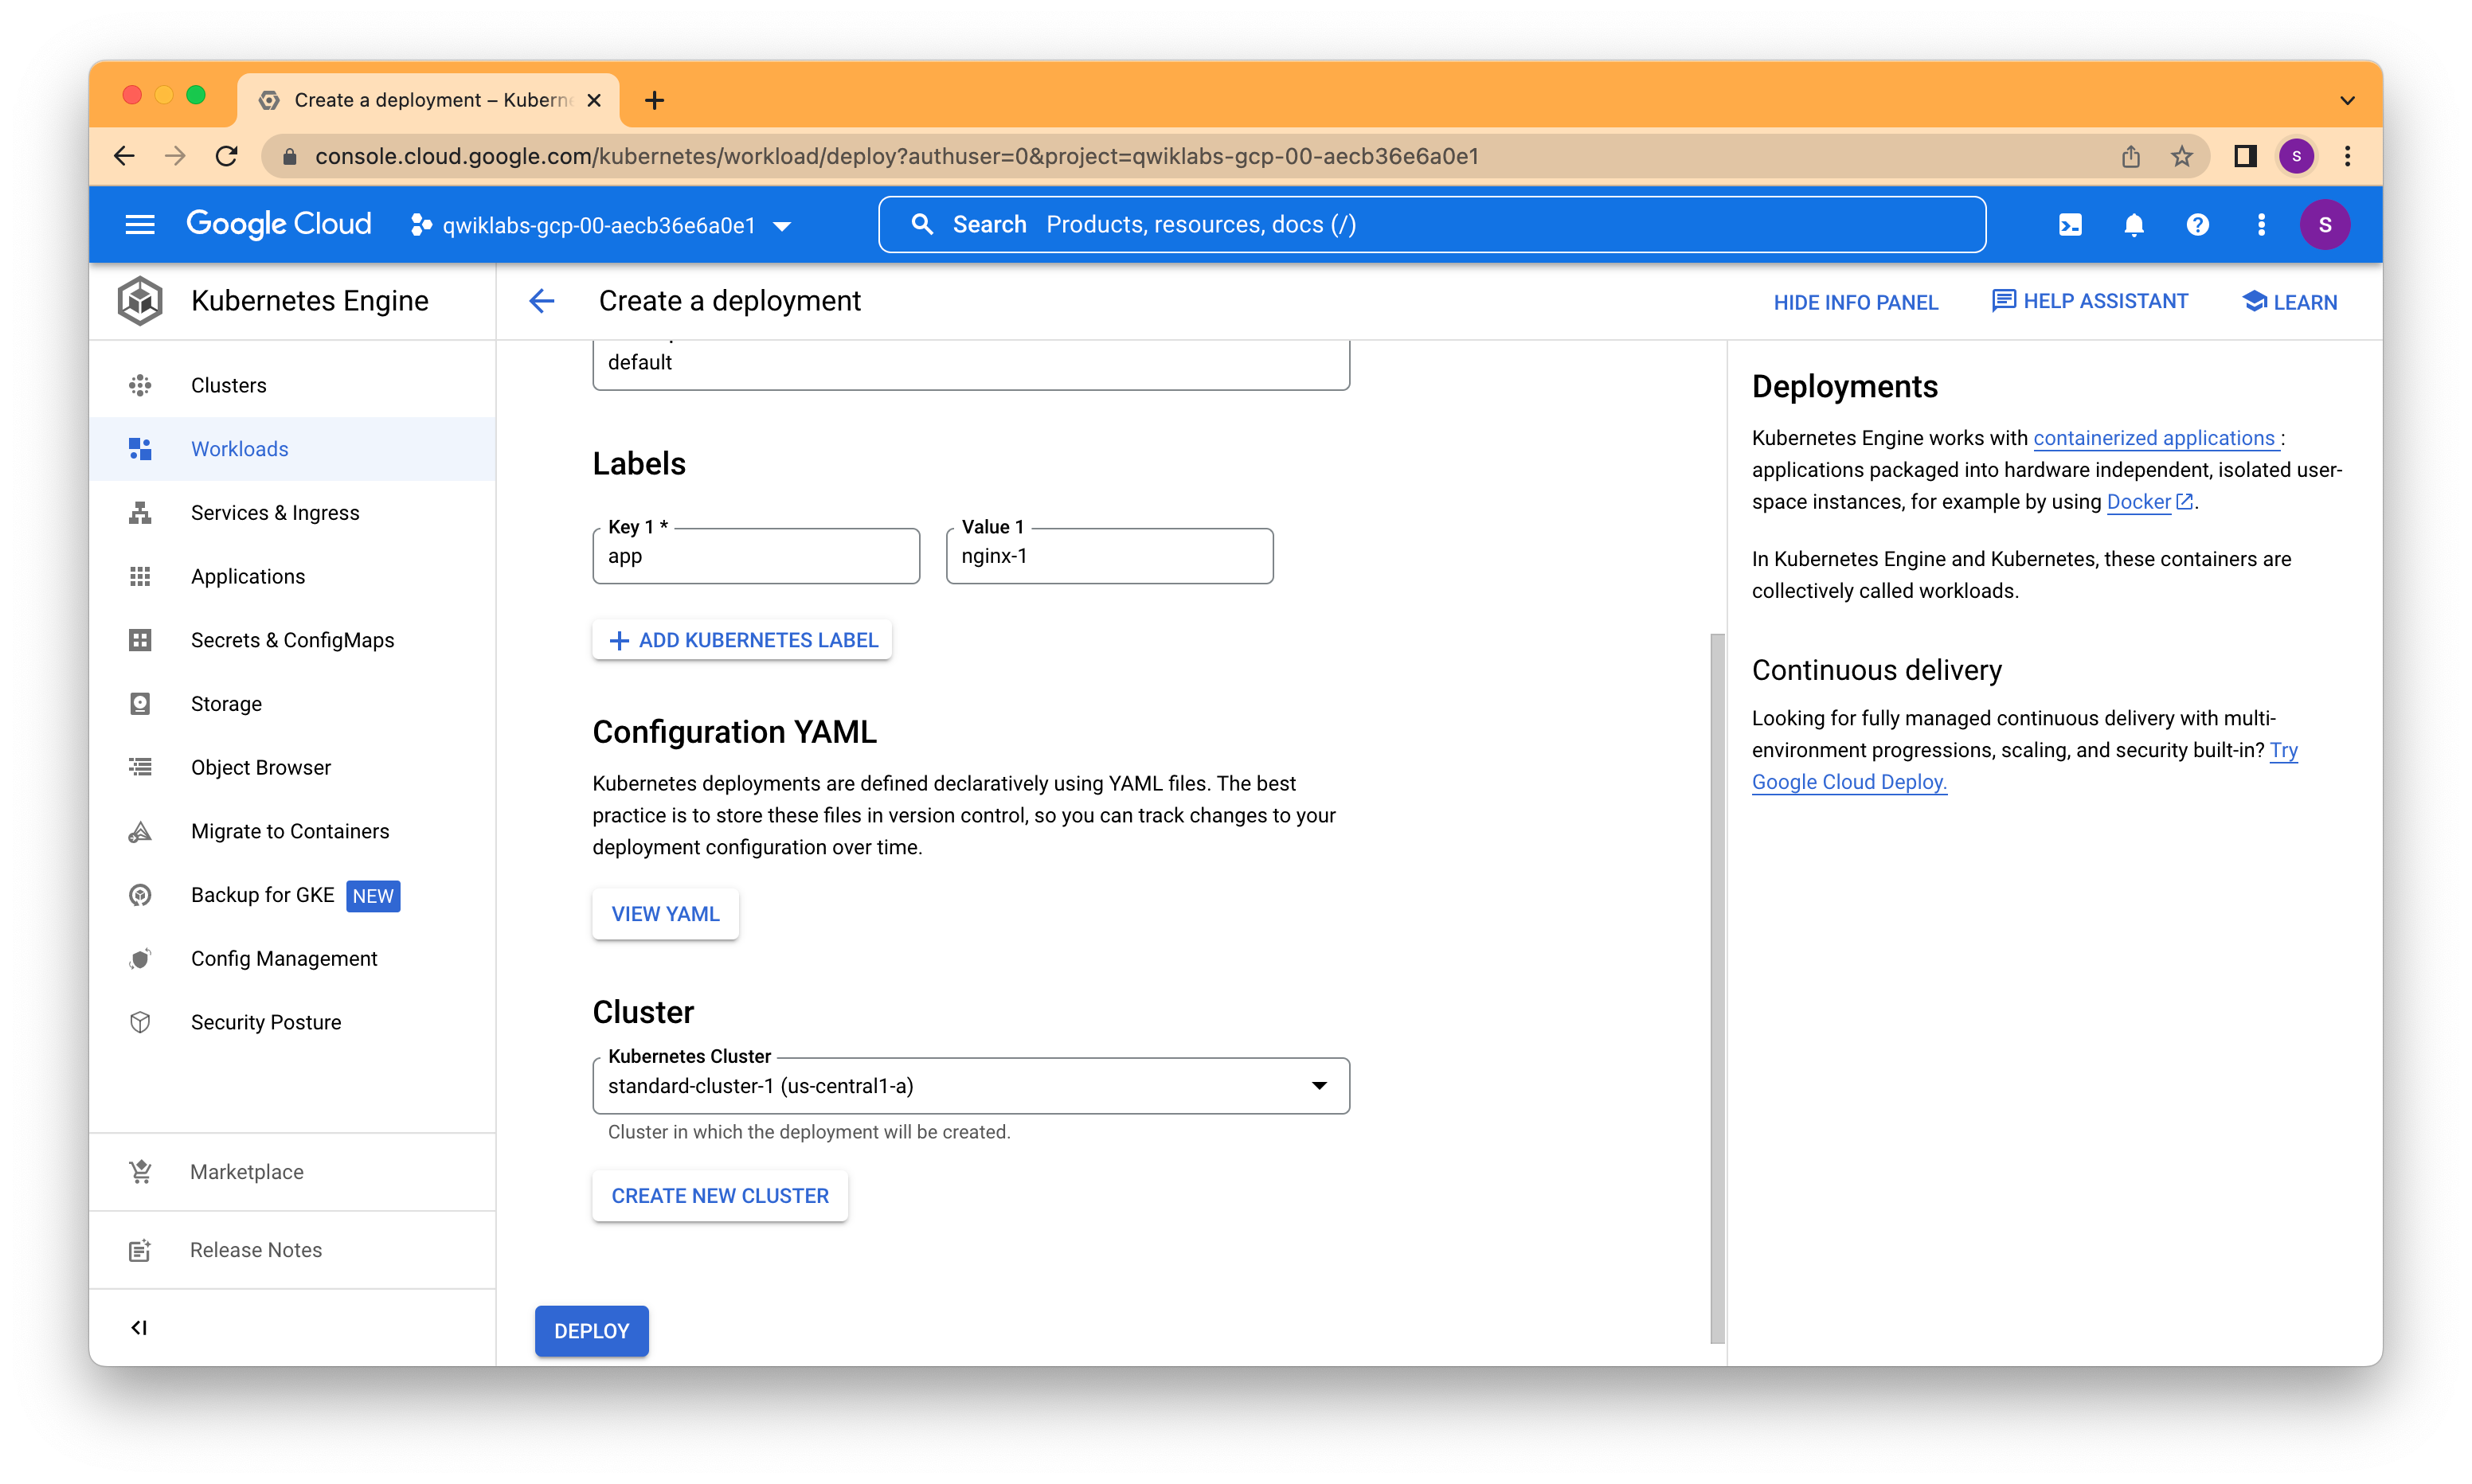 Create a deployment – Kuberne
console.cloud.google.com/kubernetes/workload/deploy?authuser=0&project=qwiklabs-gcp-00-aecb36e6a0e1
S
Google Cloud
qwiklabs-gcp-00-aecb36e6a0e1
Search Products, resources, docs (/)
S
Kubernetes Engine
Create a deployment
HIDE INFO PANEL
HELP ASSISTANT
LEARN
Clusters
Workloads
Services & Ingress
Applications
Secrets & ConfigMaps
Storage
Object Browser
Migrate to Containers
Backup for GKE NEW
Config Management
Security Posture
Marketplace
Release Notes
default
Labels
Key 1 *
app
Value 1
nginx-1
ADD KUBERNETES LABEL
Configuration YAML
Kubernetes deployments are defined declaratively using YAML files. The best
practice is to store these files in version control, so you can track changes to your
deployment configuration over time.
VIEW YAML
Cluster
Kubernetes Cluster
standard-cluster-1 (us-central1-a)
Cluster in which the deployment will be created.
CREATE NEW CLUSTER
DEPLOY
Deployments
Kubernetes Engine works with containerized applications :
applications packaged into hardware independent, isolated user-
space instances, for example by using Docker.
In Kubernetes Engine and Kubernetes, these containers are
collectively called workloads.
Continuous delivery
Looking for fully managed continuous delivery with multi-
environment progressions, scaling, and security built-in? Try
Google Cloud Deploy.